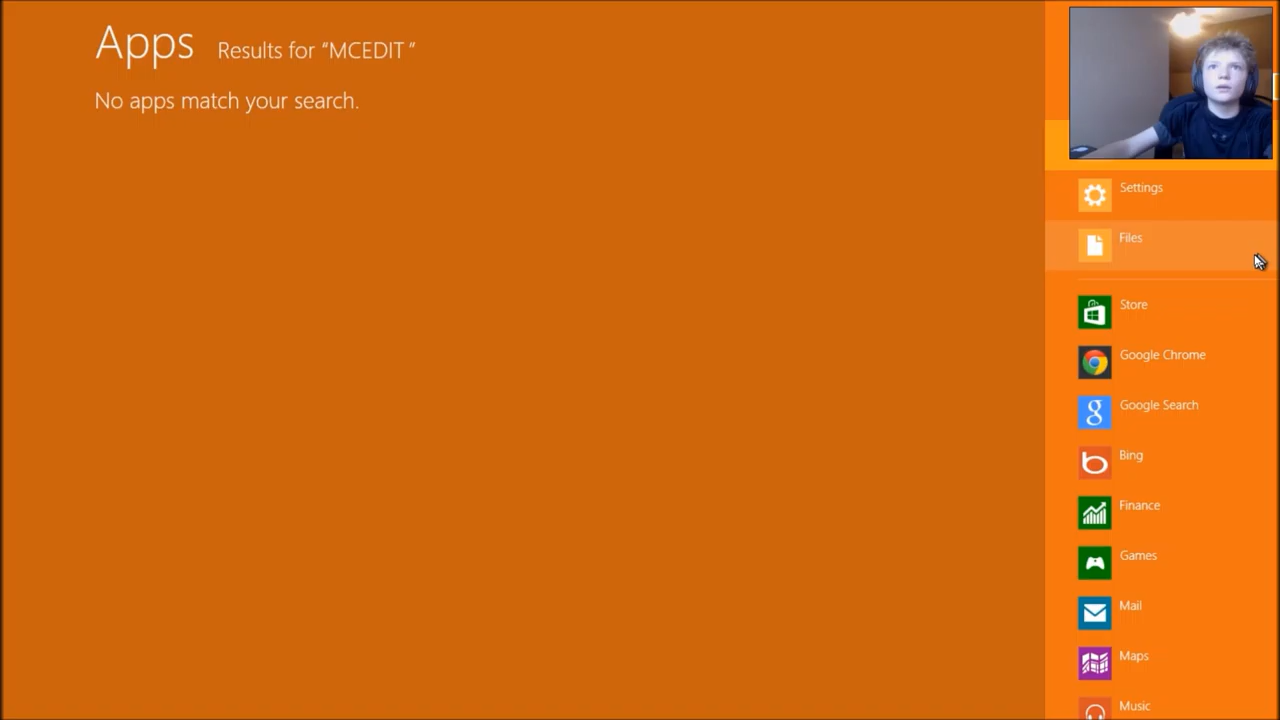 Apps Results for “MCEDIT ”
No apps match your search.
Settings
Files
Store
Google Chrome
Google Search
Bing
Finance
Games
Mail
Maps
Music